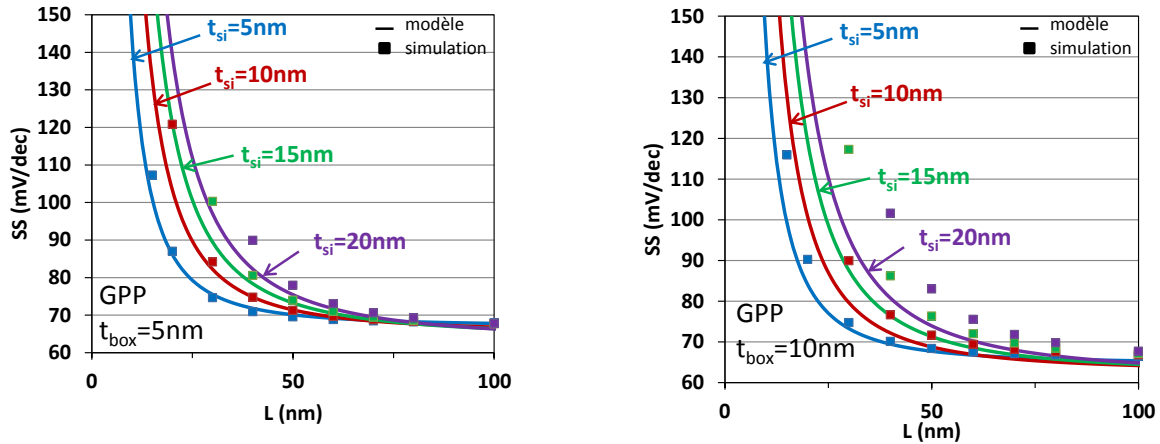 150
140
130
120
110
100
90
80
70
60
SS (mV/dec)
0
50
100
L (nm)
t_si=5nm
t_si=10nm
t_si=15nm
t_si=20nm
modèle
simulation
GPP
t_box=5nm
150
140
130
120
110
100
90
80
70
60
SS (mV/dec)
0
50
100
L (nm)
t_si=5nm
t_si=10nm
t_si=15nm
t_si=20nm
modèle
simulation
GPP
t_box=10nm